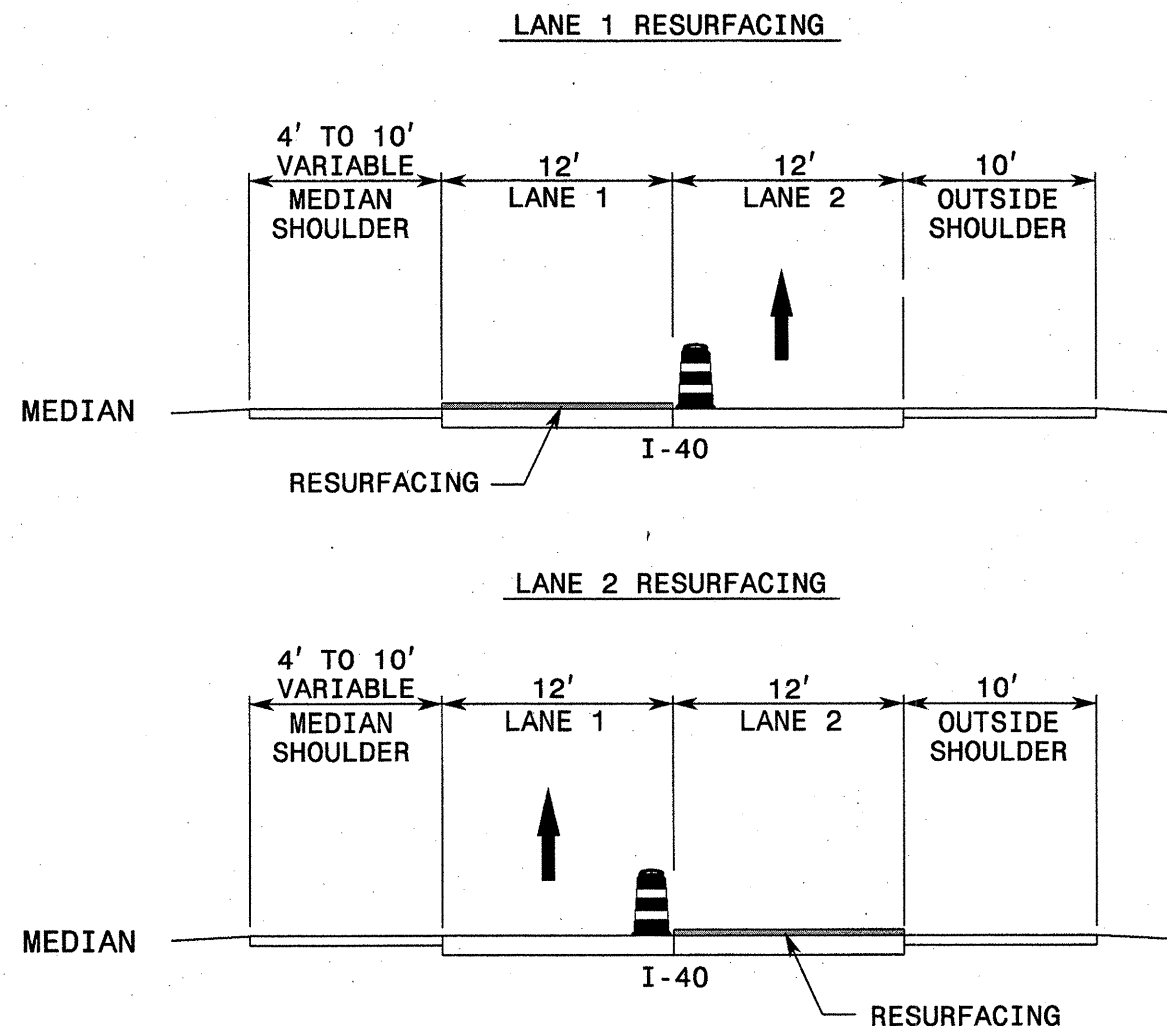 LANE 1 RESURFACING
4' TO 10'
VARIABLE
12'
12'
10'
MEDIAN
SHOULDER
LANE 1
LANE 2
OUTSIDE
SHOULDER
MEDIAN
I-40
RESURFACING
LANE 2 RESURFACING
4' TO 10'
VARIABLE
12'
12'
10'
MEDIAN
SHOULDER
LANE 1
LANE 2
OUTSIDE
SHOULDER
MEDIAN
I-40
RESURFACING